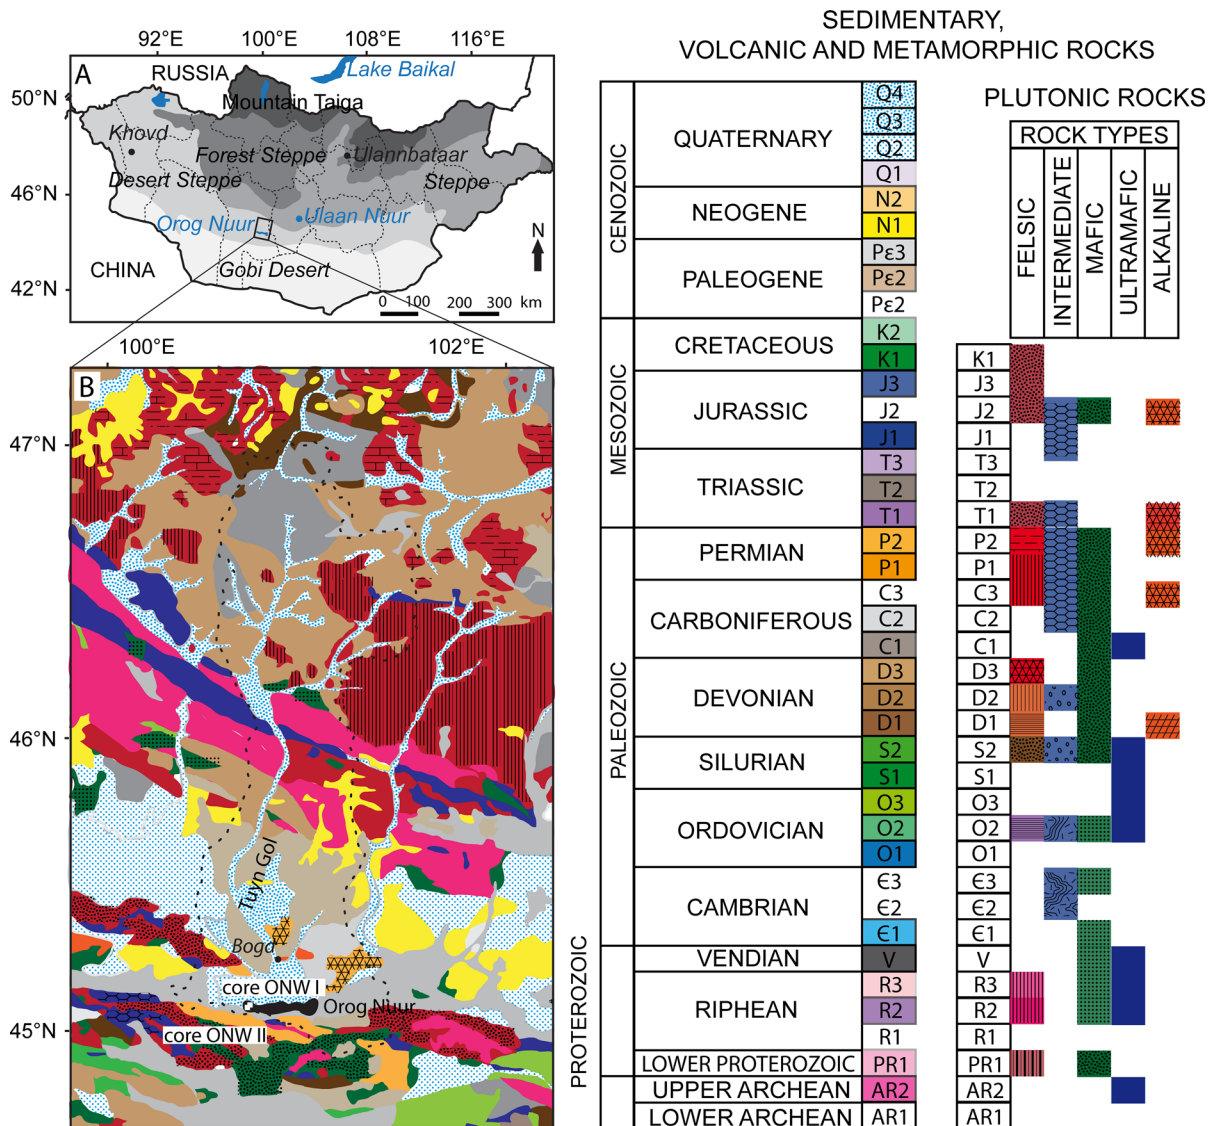 SEDIMENTARY,
VOLCANIC AND METAMORPHIC ROCKS
92°E 100°E 108°E 116°E
50°N
46°N
42°N
A
RUSSIA
Lake Baikal
Mountain Taiga
Khovd
Forest Steppe
Ulannbataar
Desert Steppe
Steppe
Orog Nuur
Ulaan Nuur
N
CHINA
Gobi Desert
0 100 200 300 km
100°E 102°E
B
47°N
46°N
45°N
Tuyn Gol
Bogd
core ONW I
Orog Nuur
core ONW II
CENOZOIC
MESOZOIC
PALEOZOIC
PROTEROZOIC
QUATERNARY
Q4
Q3
Q2
Q1
NEOGENE
N2
N1
PALEOGENE
Pε3
Pε2
Pε2
CRETACEOUS
K2
K1
JURASSIC
J3
J2
J1
TRIASSIC
T3
T2
T1
PERMIAN
P2
P1
CARBONIFEROUS
C3
C2
C1
DEVONIAN
D3
D2
D1
SILURIAN
S2
S1
ORDOVICIAN
O3
O2
O1
CAMBRIAN
Є3
Є2
Є1
VENDIAN
V
RIPHEAN
R3
R2
R1
LOWER PROTEROZOIC
PR1
UPPER ARCHEAN
AR2
LOWER ARCHEAN
AR1
PLUTONIC ROCKS
ROCK TYPES
FELSIC
INTERMEDIATE
MAFIC
ULTRAMAFIC
ALKALINE
K1
J3
J2
J1
T3
T2
T1
P2
P1
C3
C2
C1
D3
D2
D1
S2
S1
O3
O2
O1
Є3
Є2
Є1
V
R3
R2
R1
PR1
AR2
AR1